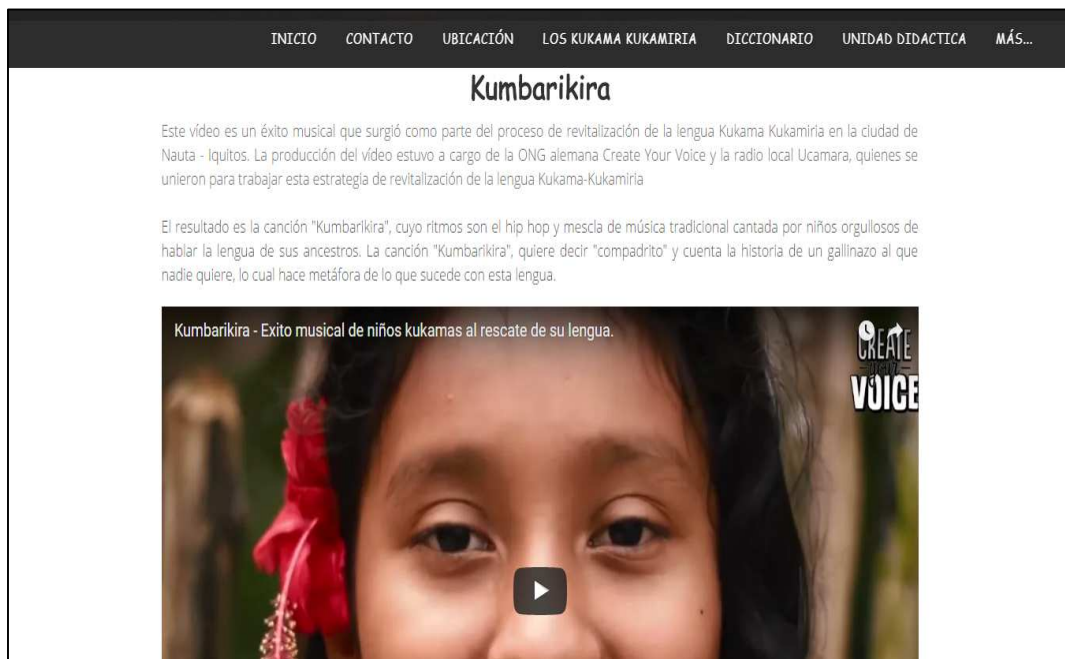 INICIO CONTACTO UBICACIÓN LOS KUKAMA KUKAMIRIA DICCIONARIO UNIDAD DIDACTICA MÁS...
Kumbarikira
Este vídeo es un éxito musical que surgió como parte del proceso de revitalización de la lengua Kukama Kukamiria en la ciudad de
Nauta - Iquitos. La producción del vídeo estuvo a cargo de la ONG alemana Create Your Voice y la radio local Ucamara, quienes se
unieron para trabajar esta estrategia de revitalización de la lengua Kukama-Kukamiria
El resultado es la canción "Kumbarikira", cuyo ritmos son el hip hop y mescla de música tradicional cantada por niños orgullosos de
hablar la lengua de sus ancestros. La canción "Kumbarikira", quiere decir "compadrito" y cuenta la historia de un gallinazo al que
nadie quiere, lo cual hace metáfora de lo que sucede con esta lengua.
Kumbarikira - Exito musical de niños kukamas al rescate de su lengua.
CREATE
YOUR
VOICE